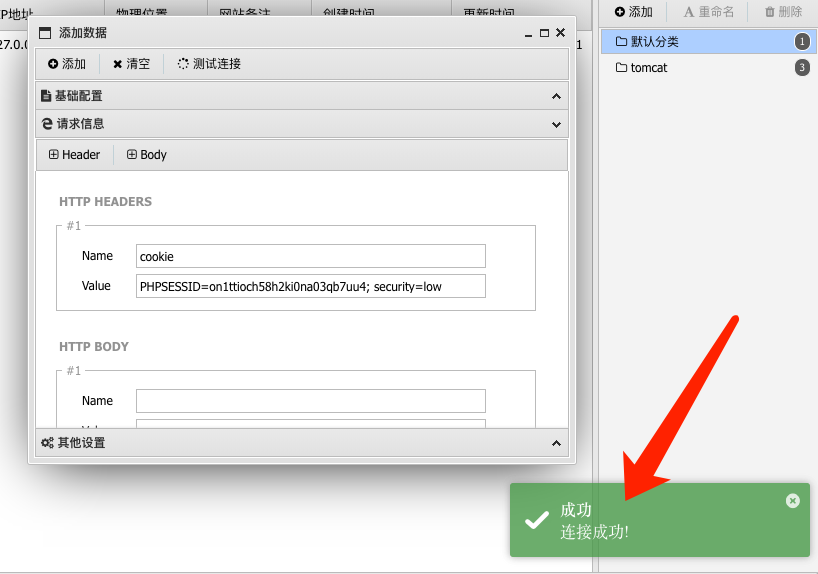 P地址 物理位置 网站备注 创建时间 更新时间
添加 重命名 删除
27.0.0
1
默认分类 1
tomcat 3
添加数据
添加 清空 测试连接
基础配置
请求信息
Header Body
HTTP HEADERS
#1
Name cookie
Value PHPSESSID=on1ttioch58h2ki0na03qb7uu4; security=low
HTTP BODY
#1
Name
其他设置
成功
连接成功!